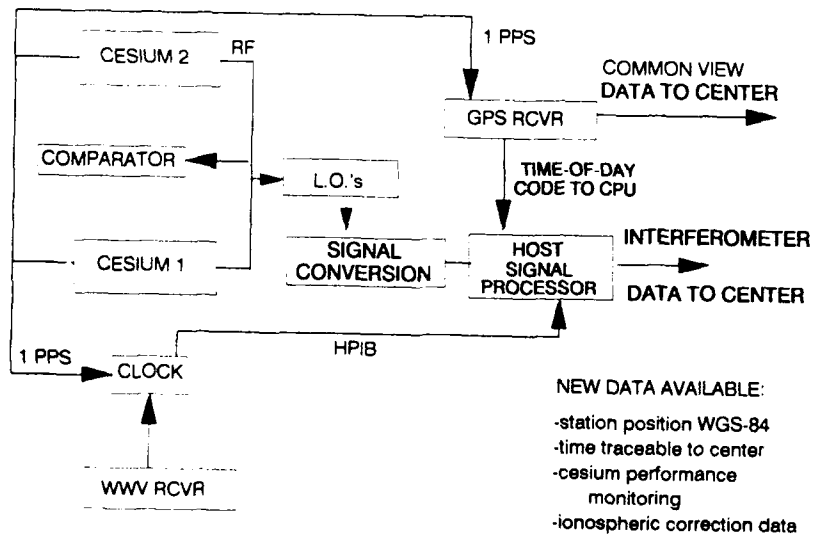 1 PPS
CESIUM 2
RF
COMMON VIEW
DATA TO CENTER
GPS RCVR
COMPARATOR
TIME-OF-DAY
CODE TO CPU
L.O.'s
SIGNAL
CONVERSION
HOST
SIGNAL
PROCESSOR
INTERFEROMETER
DATA TO CENTER
CESIUM 1
HPIB
1 PPS
CLOCK
WWV RCVR
NEW DATA AVAILABLE:
-station position WGS-84
-time traceable to center
-cesium performance
monitoring
-ionospheric correction data